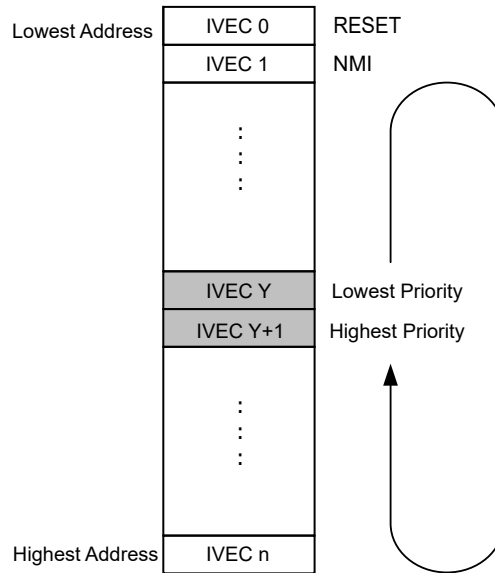 Lowest Address IVEC 0 RESET
IVEC 1 NMI
:
:
:
IVEC Y Lowest Priority
IVEC Y+1 Highest Priority
:
:
:
Highest Address IVEC n